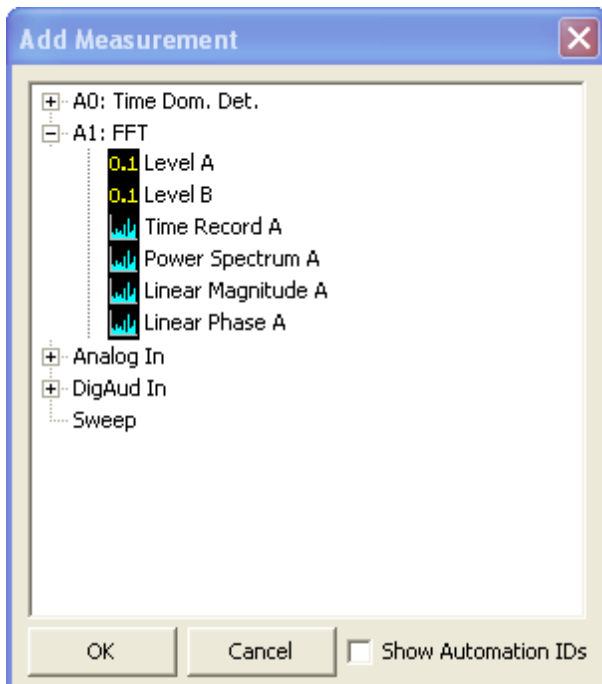 Add Measurement
A0: Time Dom. Det.
A1: FFT
0.1 Level A
0.1 Level B
Time Record A
Power Spectrum A
Linear Magnitude A
Linear Phase A
Analog In
DigAud In
Sweep
OK Cancel Show Automation IDs